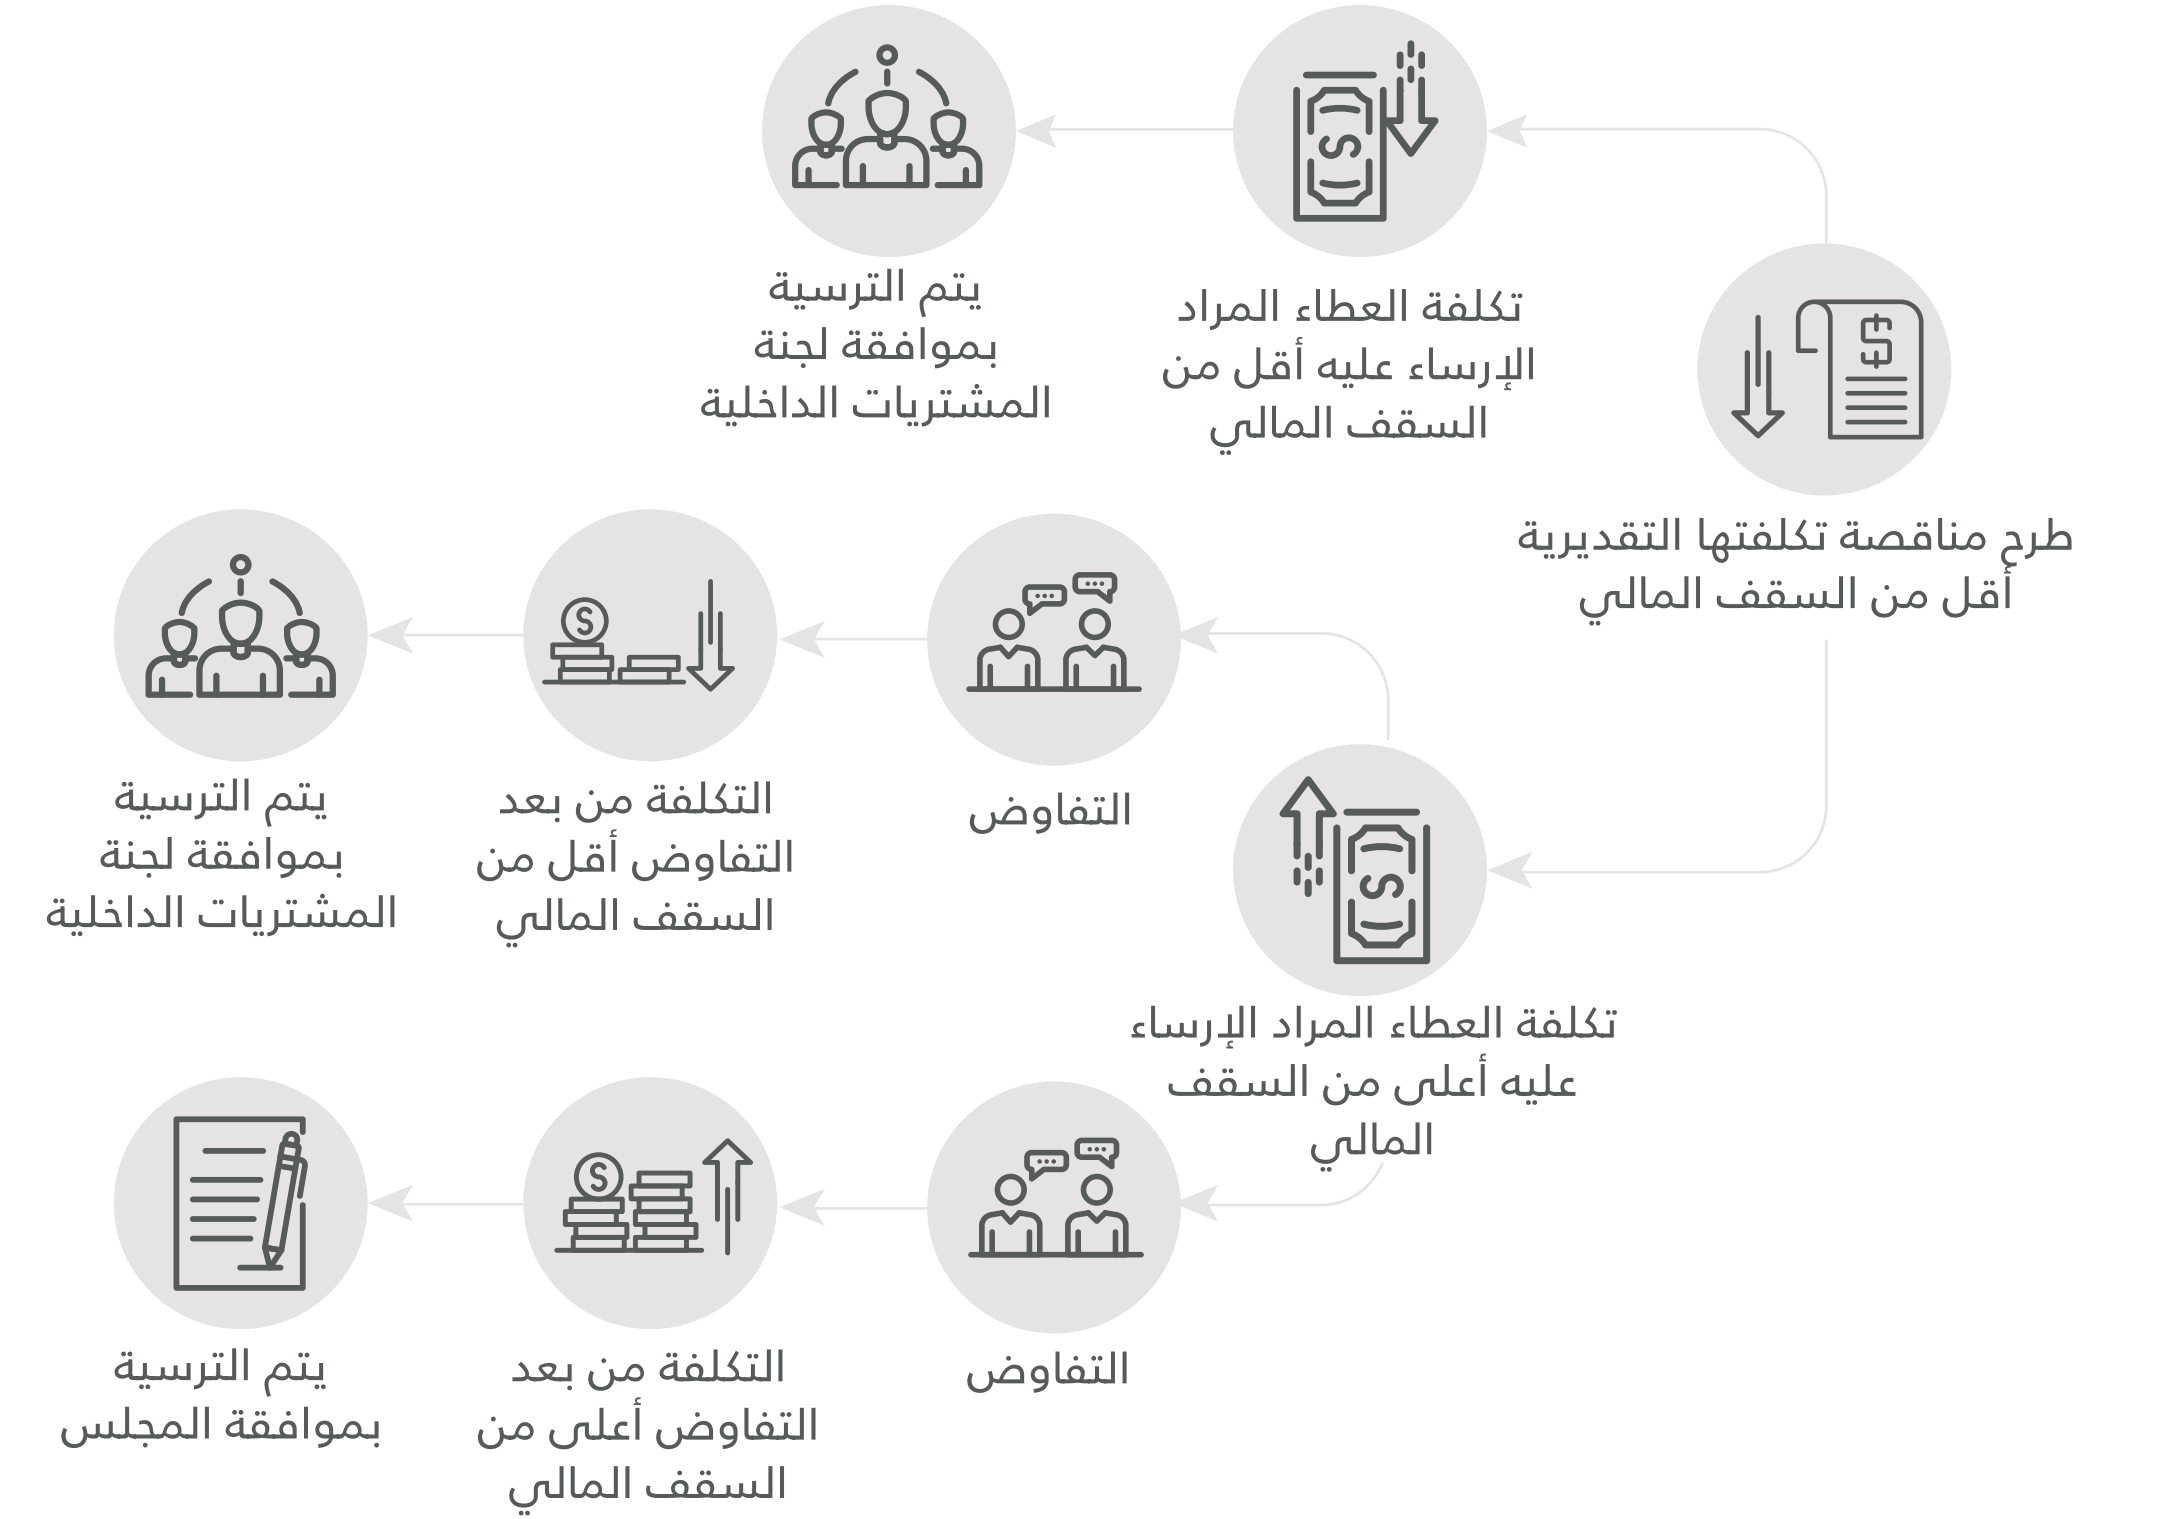 طرح مناقصة تكلفتها التقديرية
أقل من السقف المالي
تكلفة العطاء المراد
الإرساء عليه أقل من
السقف المالي
يتم الترسية
بموافقة لجنة
المشتريات الداخلية
تكلفة العطاء المراد الإرساء
عليه أعلى من السقف
المالي
التفاوض
التكلفة من بعد
التفاوض أقل من
السقف المالي
يتم الترسية
بموافقة لجنة
المشتريات الداخلية
التفاوض
التكلفة من بعد
التفاوض أعلى من
السقف المالي
يتم الترسية
بموافقة المجلس